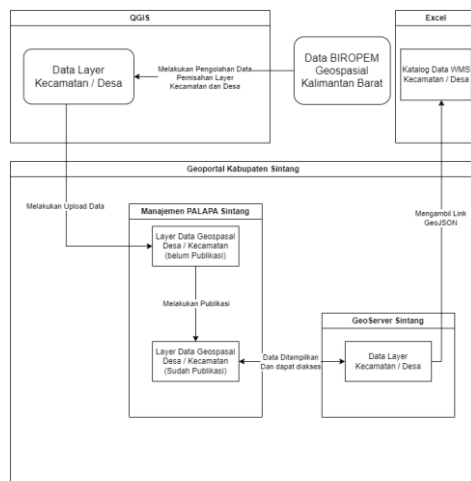 QGIS
Excel
Data Layer
Kecamatan / Desa
Melakukan Pengolahan Data
Pemisahan Layer
Kecamatan dan Desa
Data BIROPEM
Geospasial
Kalimantan Barat
Katalog Data WMS
Kecamatan / Desa
Geoportal Kabupaten Sintang
Melakukan Upload Data
Mengambil Link
GeoJSON
Manajemen PALAPA Sintang
Layer Data Geospasal
Desa / Kecamatan
(belum Publikasi)
Melakukan Publikasi
GeoServer Sintang
Layer Data Geospasal
Desa / Kecamatan
(Sudah Publikasi)
Data Ditampilkan
Dan dapat diakses
Data Layer
Kecamatan / Desa